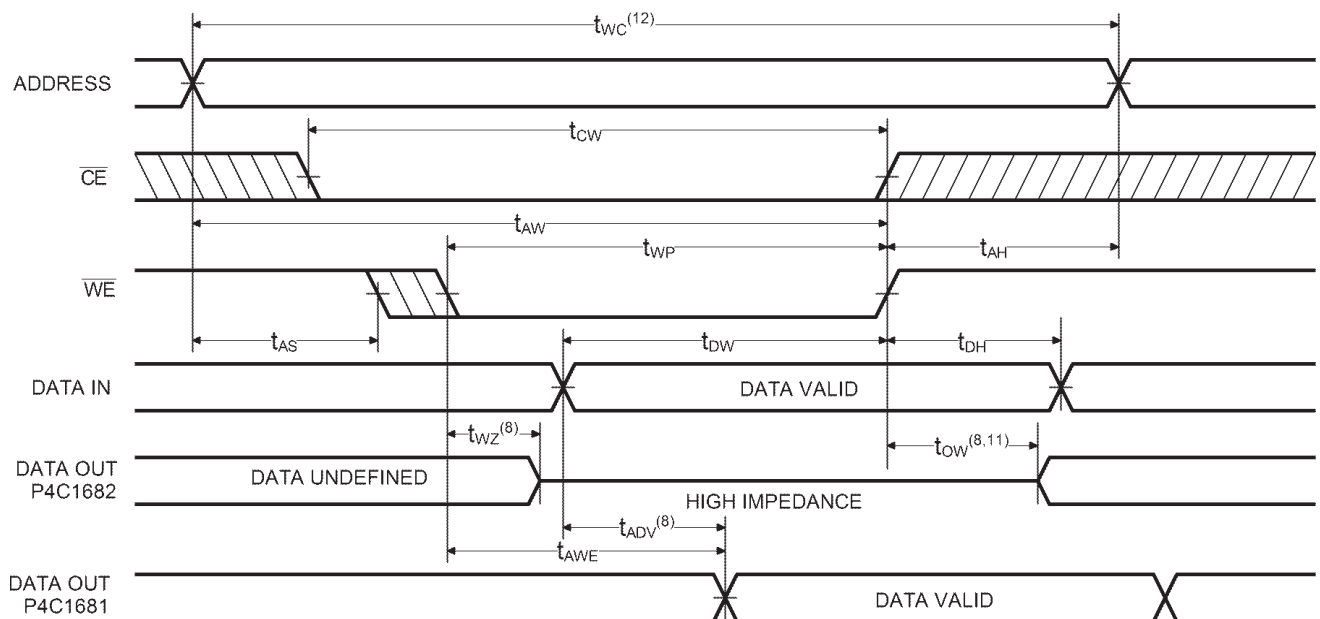 tWC(12)
ADDRESS
tCW
CE
tAW
tWP
tAH
WE
tAS
tDW
tDH
DATA IN
DATA VALID
tWZ(8)
tOW(8,11)
DATA OUT
P4C1682
DATA UNDEFINED
HIGH IMPEDANCE
tADV(8)
tAWE
DATA OUT
P4C1681
DATA VALID